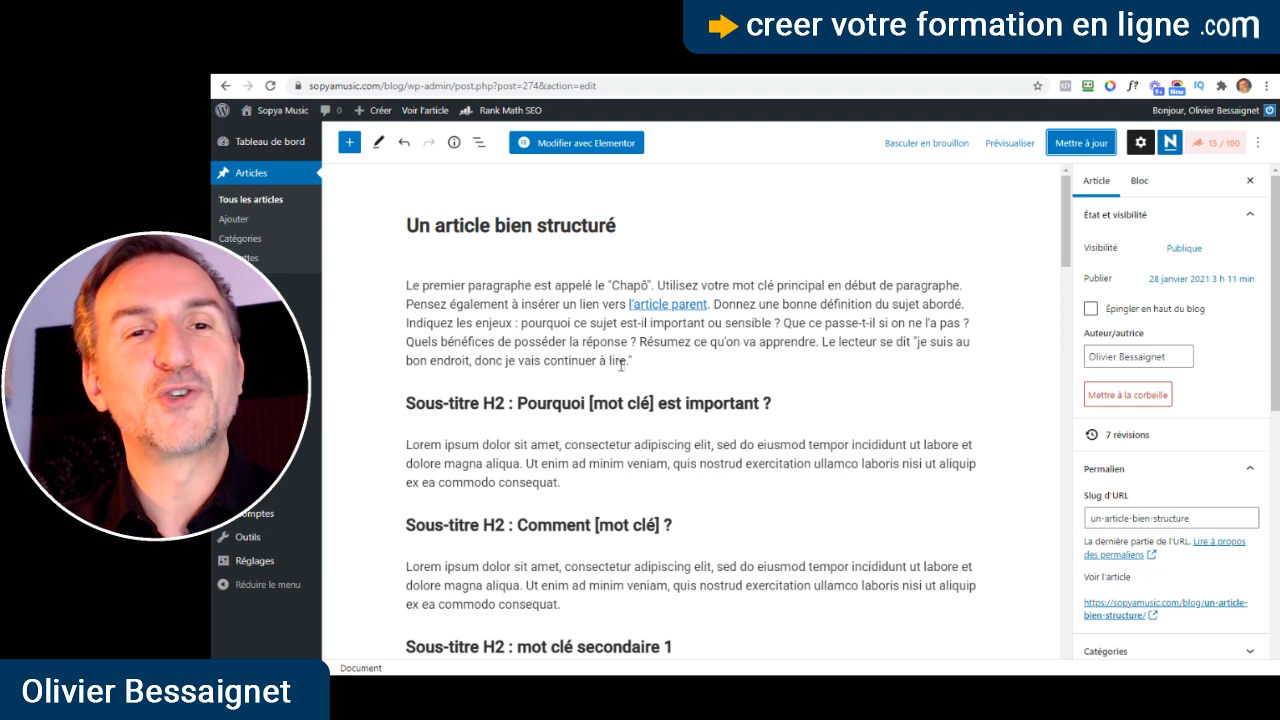 creer votre formation en ligne .com
sopyamusic.com/blog/wp-admin/post.php?post=274&action=edit
Sopya Music
0
Créer
Voir l'article
Rank Math SEO
Bonjour, Olivier Bessaignet
Tableau de bord
Modifier avec Elementor
Basculer en brouillon
Prévisualiser
Mettre à jour
15 / 100
Articles
Tous les articles
Ajouter
Catégories
Article
Bloc
État et visibilité
Visibilité
Publique
Publier
28 janvier 2021 3 h 11 min
Épingler en haut du blog
Auteur/autrice
Olivier Bessaignet
Mettre à la corbeille
7 révisions
Permalien
Slug d'URL
un-article-bien-structure
La dernière partie de l'URL. Lire à propos
des permaliens
Voir l'article
https://sopyamusic.com/blog/un-article-
bien-structure/
Catégories
Un article bien structuré
Le premier paragraphe est appelé le "Chapô". Utilisez votre mot clé principal en début de paragraphe.
Pensez également à insérer un lien vers l'article parent. Donnez une bonne définition du sujet abordé.
Indiquez les enjeux : pourquoi ce sujet est-il important ou sensible ? Que ce passe-t-il si on ne l'a pas ?
Quels bénéfices de posséder la réponse ? Résumez ce qu'on va apprendre. Le lecteur se dit "je suis au
bon endroit, donc je vais continuer à lire."
Sous-titre H2 : Pourquoi [mot clé] est important ?
Lorem ipsum dolor sit amet, consectetur adipiscing elit, sed do eiusmod tempor incididunt ut labore et
dolore magna aliqua. Ut enim ad minim veniam, quis nostrud exercitation ullamco laboris nisi ut aliquip
ex ea commodo consequat.
Sous-titre H2 : Comment [mot clé] ?
Lorem ipsum dolor sit amet, consectetur adipiscing elit, sed do eiusmod tempor incididunt ut labore et
dolore magna aliqua. Ut enim ad minim veniam, quis nostrud exercitation ullamco laboris nisi ut aliquip
ex ea commodo consequat.
Sous-titre H2 : mot clé secondaire 1
Outils
Réglages
Réduire le menu
Document
Olivier Bessaignet